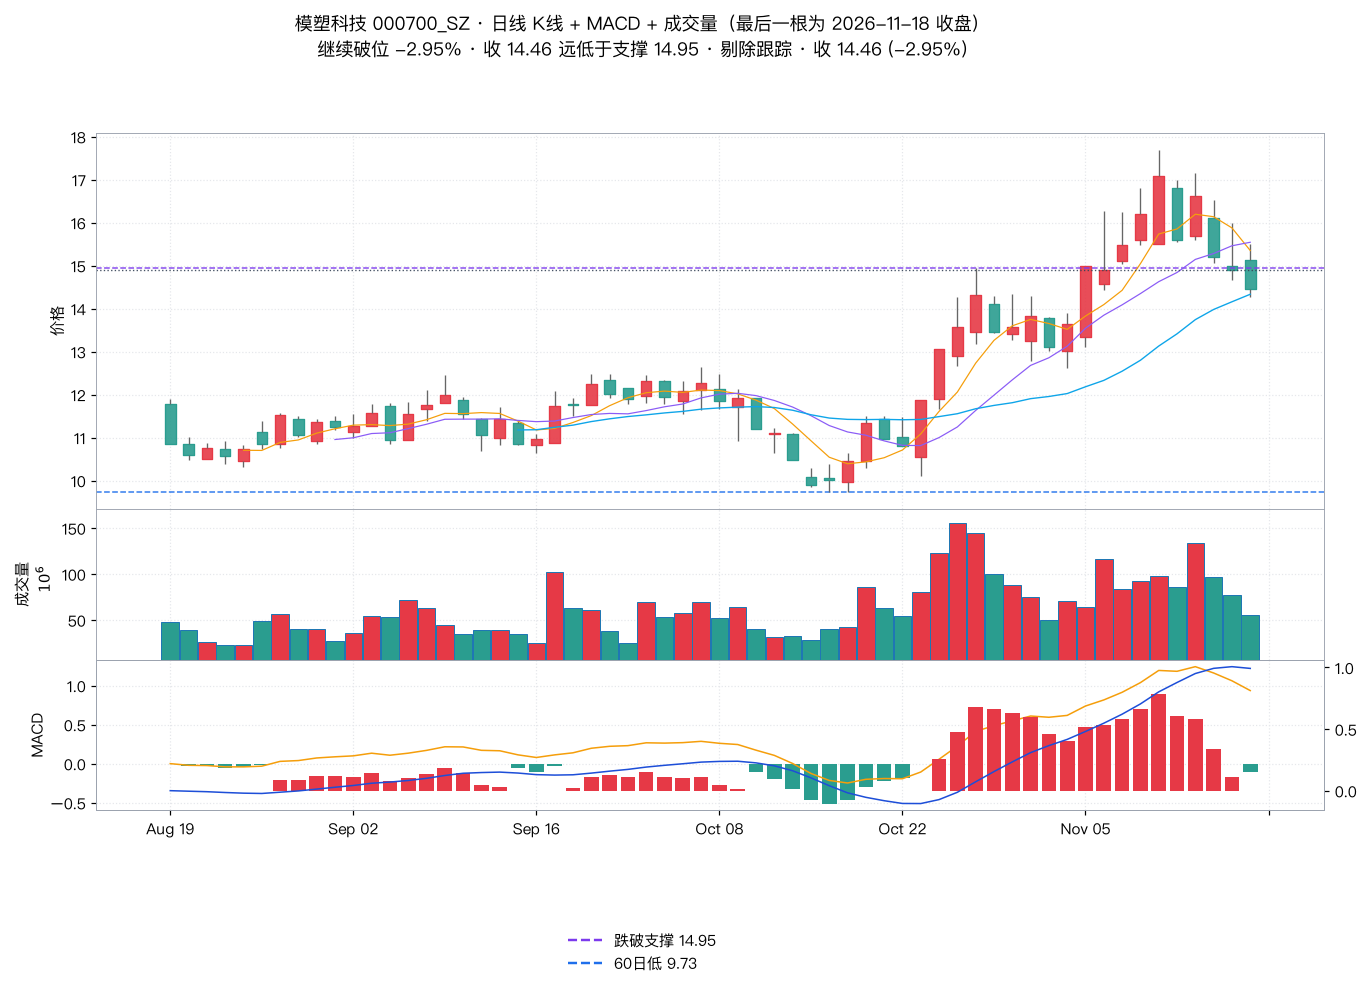 模塑科技 000700_SZ · 日线 K线 + MACD + 成交量（最后一根为 2026–11–18 收盘）
继续破位 –2.95% · 收 14.46 远低于支撑 14.95 · 剔除跟踪 · 收 14.46 (–2.95%)
18
17
16
15
14
13
12
11
10
价格
150
100
50
成交量
10⁶
1.0
0.5
0.0
−0.5
MACD
1.0
0.5
0.0
Aug 19
Sep 02
Sep 16
Oct 08
Oct 22
Nov 05
跌破支撑 14.95
60日低 9.73